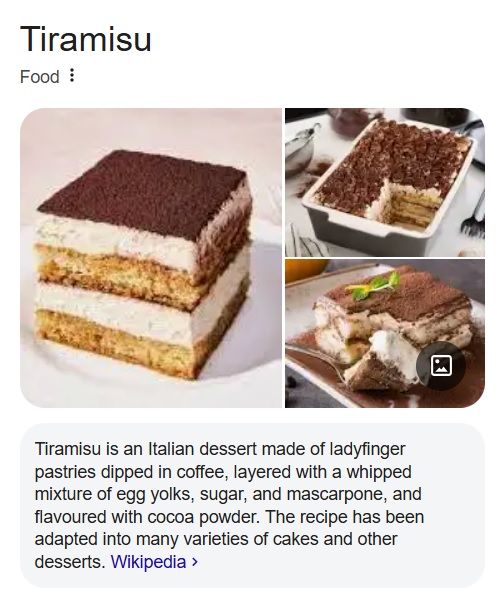 Tiramisu
Food
Tiramisu is an Italian dessert made of ladyfinger
pastries dipped in coffee, layered with a whipped
mixture of egg yolks, sugar, and mascarpone, and
flavoured with cocoa powder. The recipe has been
adapted into many varieties of cakes and other
desserts. Wikipedia ›